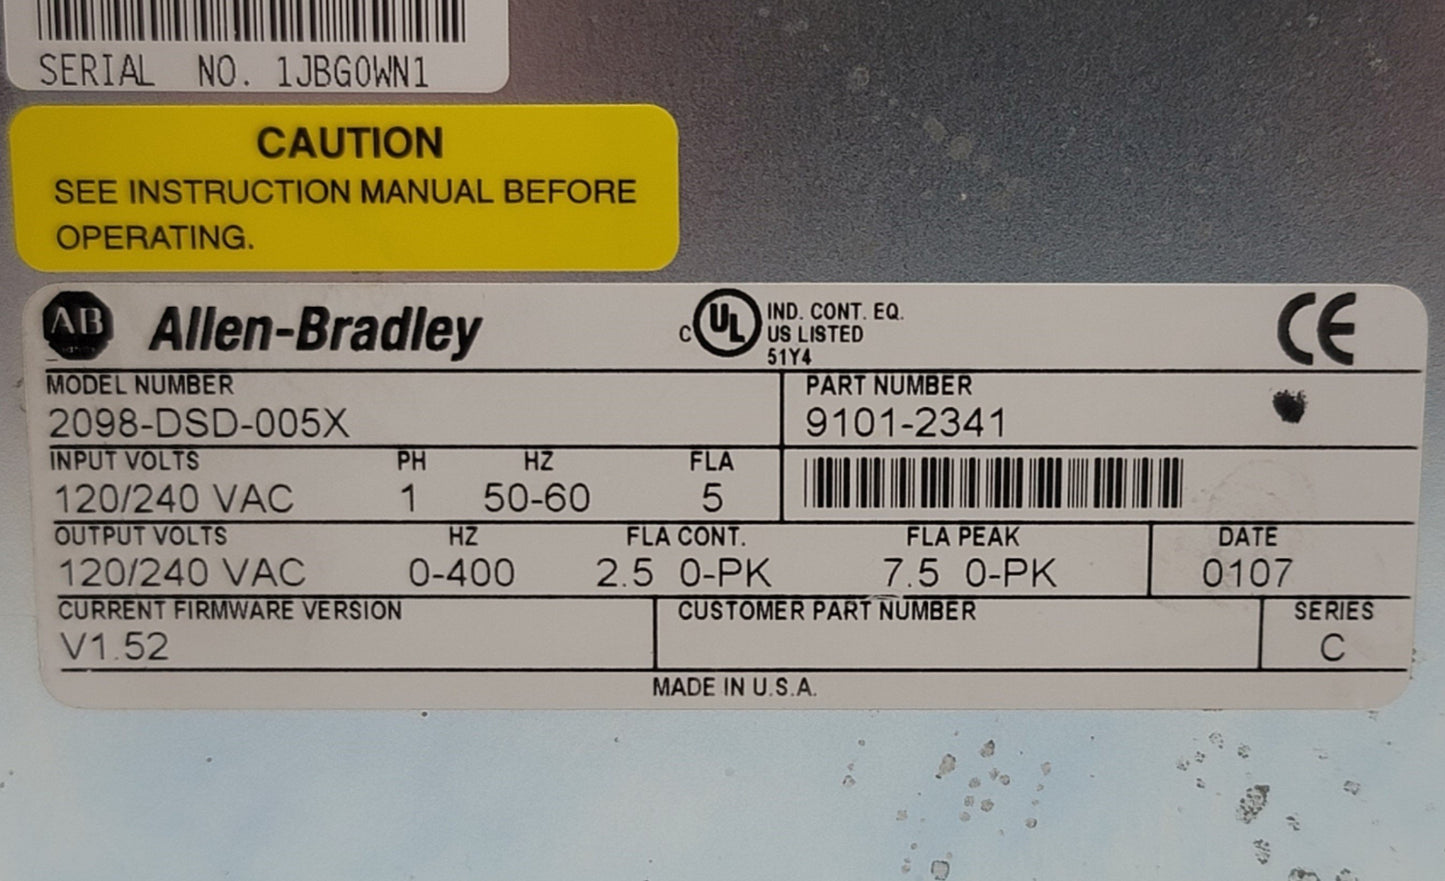 SERIAL NO. 1JBG0WN1
CAUTION
SEE INSTRUCTION MANUAL BEFORE
OPERATING.
AB Allen-Bradley
C UL IND. CONT. EQ.
US LISTED
51Y4
CE
MODEL NUMBER
2098-DSD-005X
PART NUMBER
9101-2341
INPUT VOLTS PH HZ FLA
120/240 VAC 1 50-60 5
OUTPUT VOLTS HZ FLA CONT. FLA PEAK DATE
120/240 VAC 0-400 2.5 0-PK 7.5 0-PK 0107
CURRENT FIRMWARE VERSION CUSTOMER PART NUMBER SERIES
V1.52 C
MADE IN U.S.A.